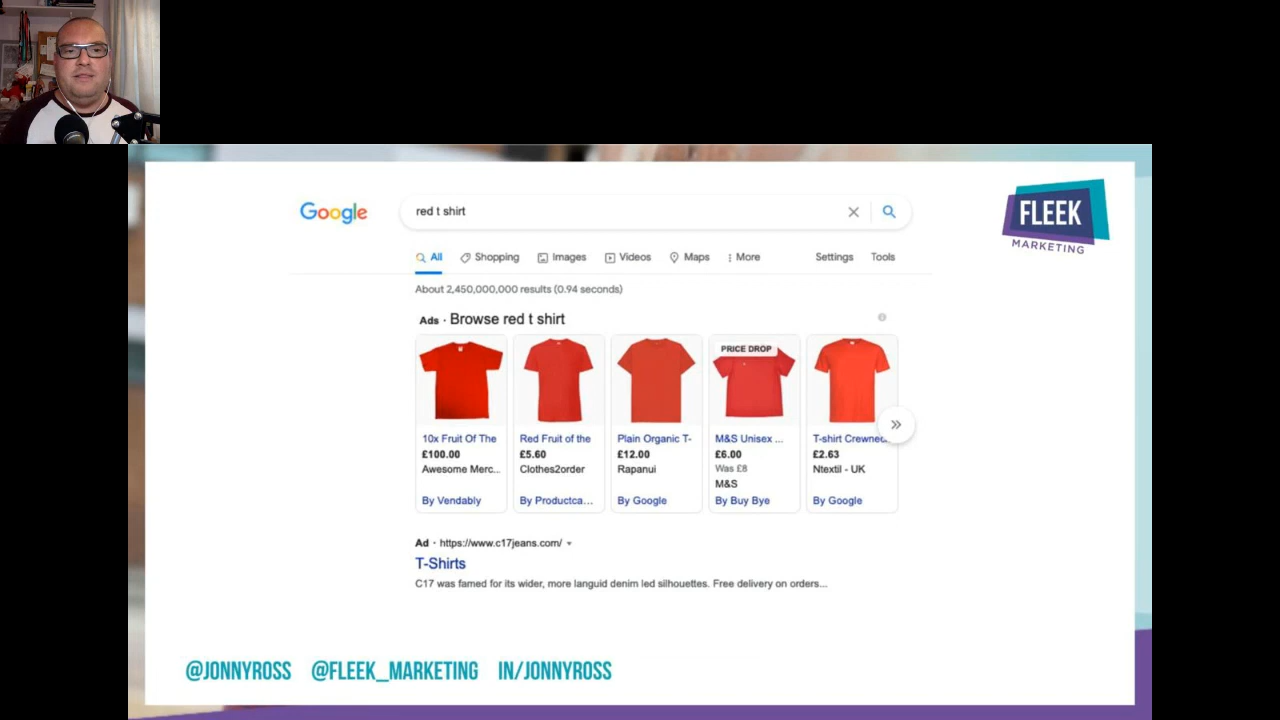 Google
red t shirt
FLEEK
MARKETING
All Shopping Images Videos Maps More Settings Tools
About 2,450,000,000 results (0.94 seconds)
Ads · Browse red t shirt
PRICE DROP
10x Fruit Of The
£100.00
Awesome Merc...
By Vendably
Red Fruit of the
£5.60
Clothes2order
By Productca...
Plain Organic T-
£12.00
Rapanui
By Google
M&S Unisex ...
£6.00
Was £8
M&S
By Buy Bye
T-shirt Crewnec...
£2.63
Ntextil - UK
By Google
Ad · https://www.c17jeans.com/
T-Shirts
C17 was famed for its wider, more languid denim led silhouettes. Free delivery on orders...
@JONNYROSS @FLEEK_MARKETING IN/JONNYROSS